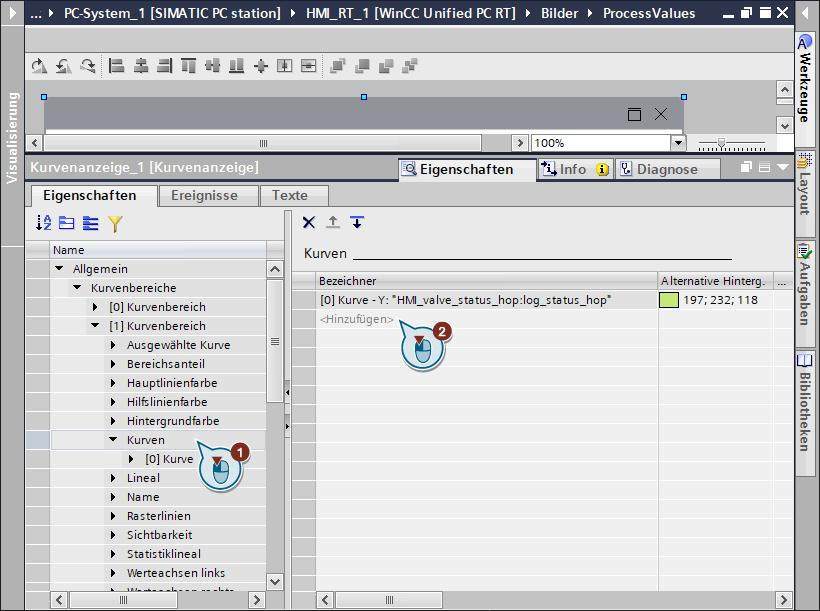 ... PC-System_1 [SIMATIC PC station] HMI_RT_1 [WinCC Unified PC RT] Bilder ProcessValues
Visualisierung
100%
Kurvenanzeige_1 [Kurvenanzeige]
Eigenschaften Info Diagnose
Eigenschaften Ereignisse Texte
Name
Allgemein
Kurvenbereiche
[0] Kurvenbereich
[1] Kurvenbereich
Ausgewählte Kurve
Bereichsanteil
Hauptlinienfarbe
Hilfslinienfarbe
Hintergrundfarbe
Kurven
[0] Kurve
1
Lineal
Name
Rasterlinien
Sichtbarkeit
Statistiklineal
Werteachsen links
Werteachsen rechts
Kurven
Bezeichner Alternative Hinterg. ...
[0] Kurve - Y: "HMI_valve_status_hop:log_status_hop" 197; 232; 118
<Hinzufügen>
2
Werkzeuge
Layout
Aufgaben
Bibliotheken